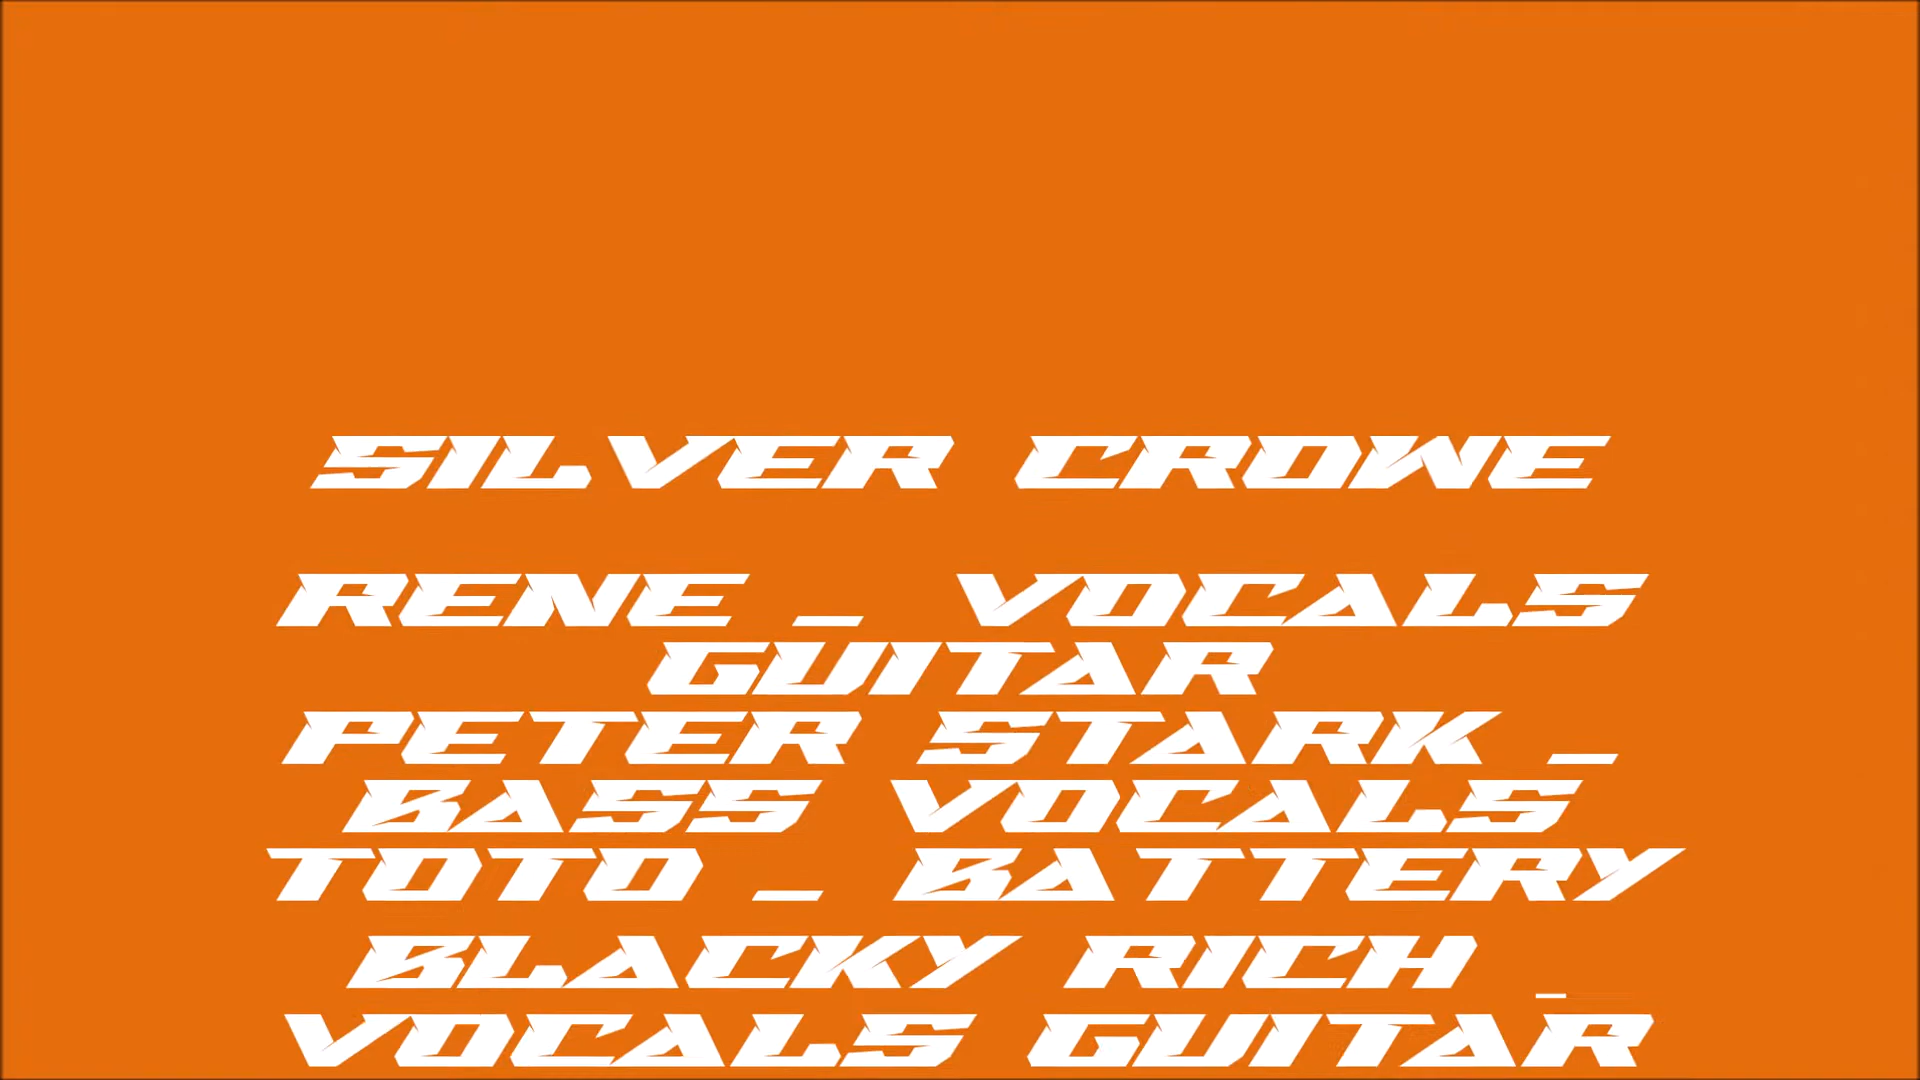 SILVER CROWE
RENE _ VOCALS
GUITAR
PETER STARK _
BASS VOCALS
TOTO _ BATTERY
BLACKY RICH _
VOCALS GUITAR